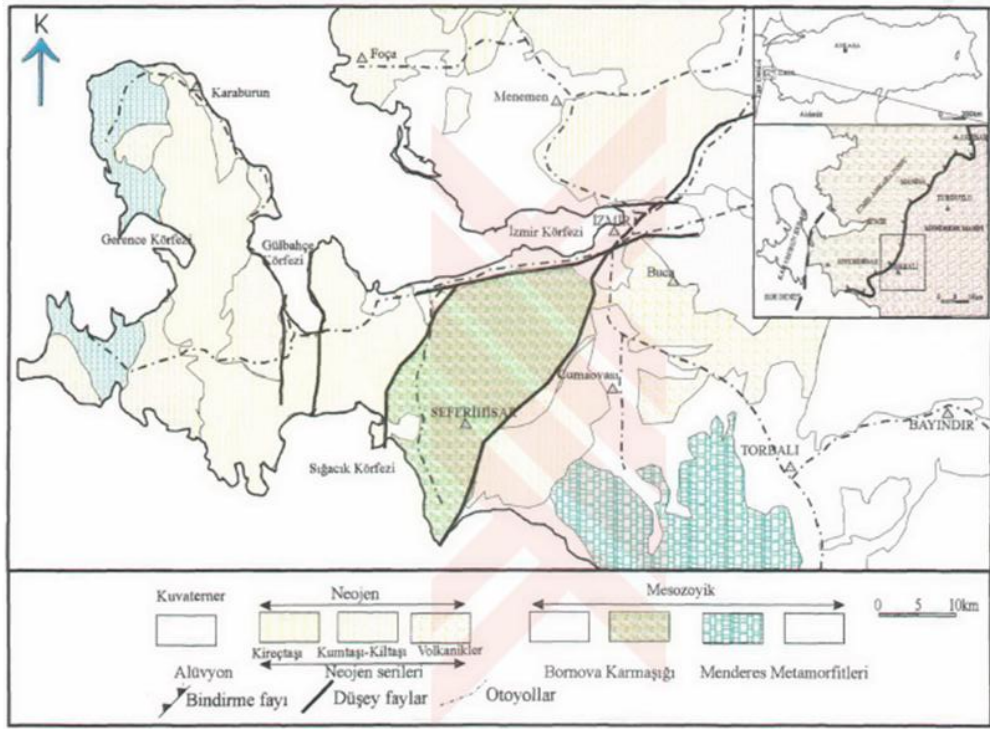 K
Foça
Karaburun
Menemen
ANKARA
Akdeniz
Gerence Körfezi
Gülbahçe
Körfezi
İZMİR
İzmir Körfezi
Buca
Cumaovası
SEFERİHİSAR
Sığacık Körfezi
TORBALI
BAYINDIR
Kuvaterner
Neojen
Mesozoyik
0 5 10km
Kireçtaşı Kumtaşı-Kiltaşı Volkanikler
Alüvyon
Neojen serileri
Bornova Karmaşığı
Menderes Metamorfitleri
Bindirme fayı
Düşey faylar
Otoyollar